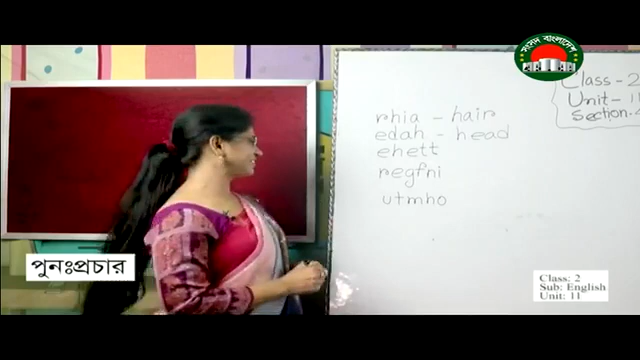 সংসদ বাংলাদেশ
Class - 2
Unit - 11
Section.
rhia - hair
edah - head
ehett
regfni
utmho
পুনঃপ্রচার
Class: 2
Sub: English
Unit: 11